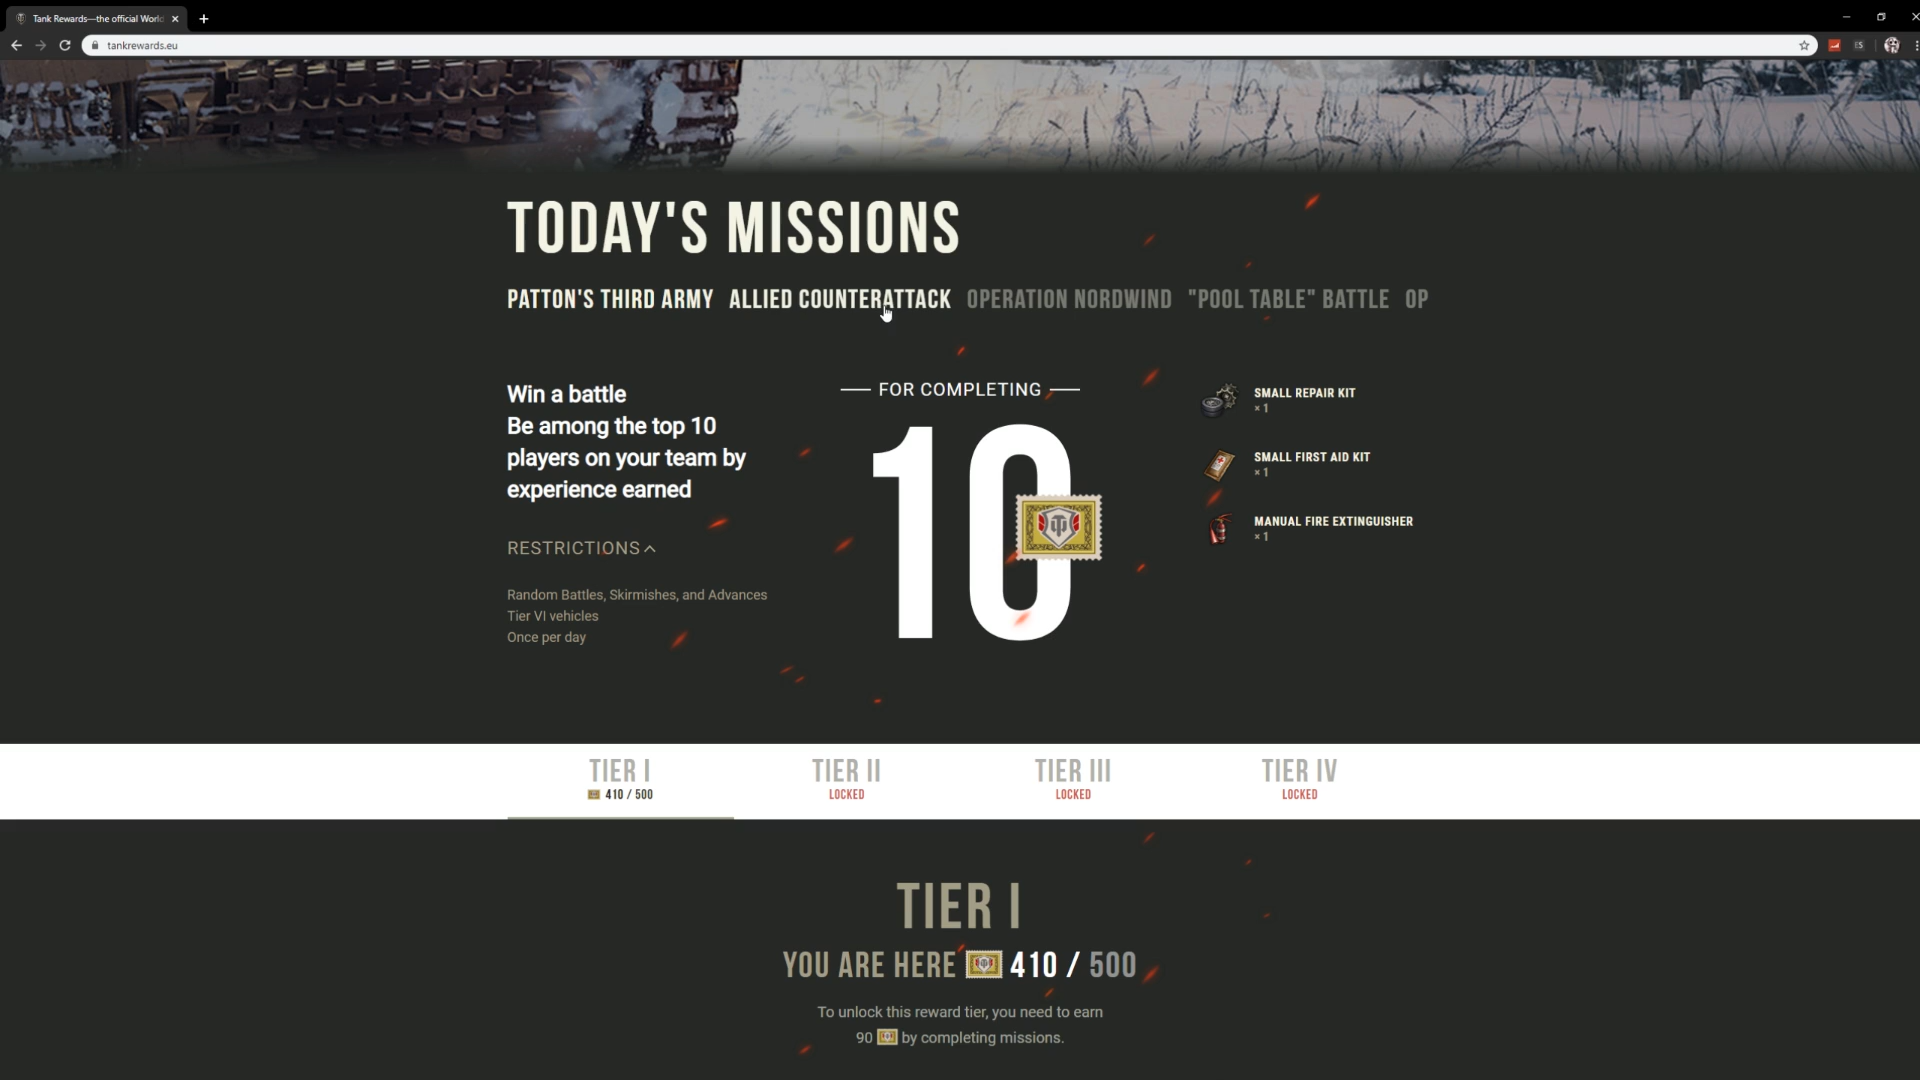 Tank Rewards—the official World
tankrewards.eu
ES
TODAY'S MISSIONS
PATTON'S THIRD ARMY ALLIED COUNTERATTACK OPERATION NORDWIND "POOL TABLE" BATTLE OP
Win a battle
Be among the top 10
players on your team by
experience earned
RESTRICTIONS
Random Battles, Skirmishes, and Advances
Tier VI vehicles
Once per day
FOR COMPLETING
10
SMALL REPAIR KIT
× 1
SMALL FIRST AID KIT
× 1
MANUAL FIRE EXTINGUISHER
× 1
TIER I
410 / 500
TIER II
LOCKED
TIER III
LOCKED
TIER IV
LOCKED
TIER I
YOU ARE HERE 410 / 500
To unlock this reward tier, you need to earn
90 by completing missions.